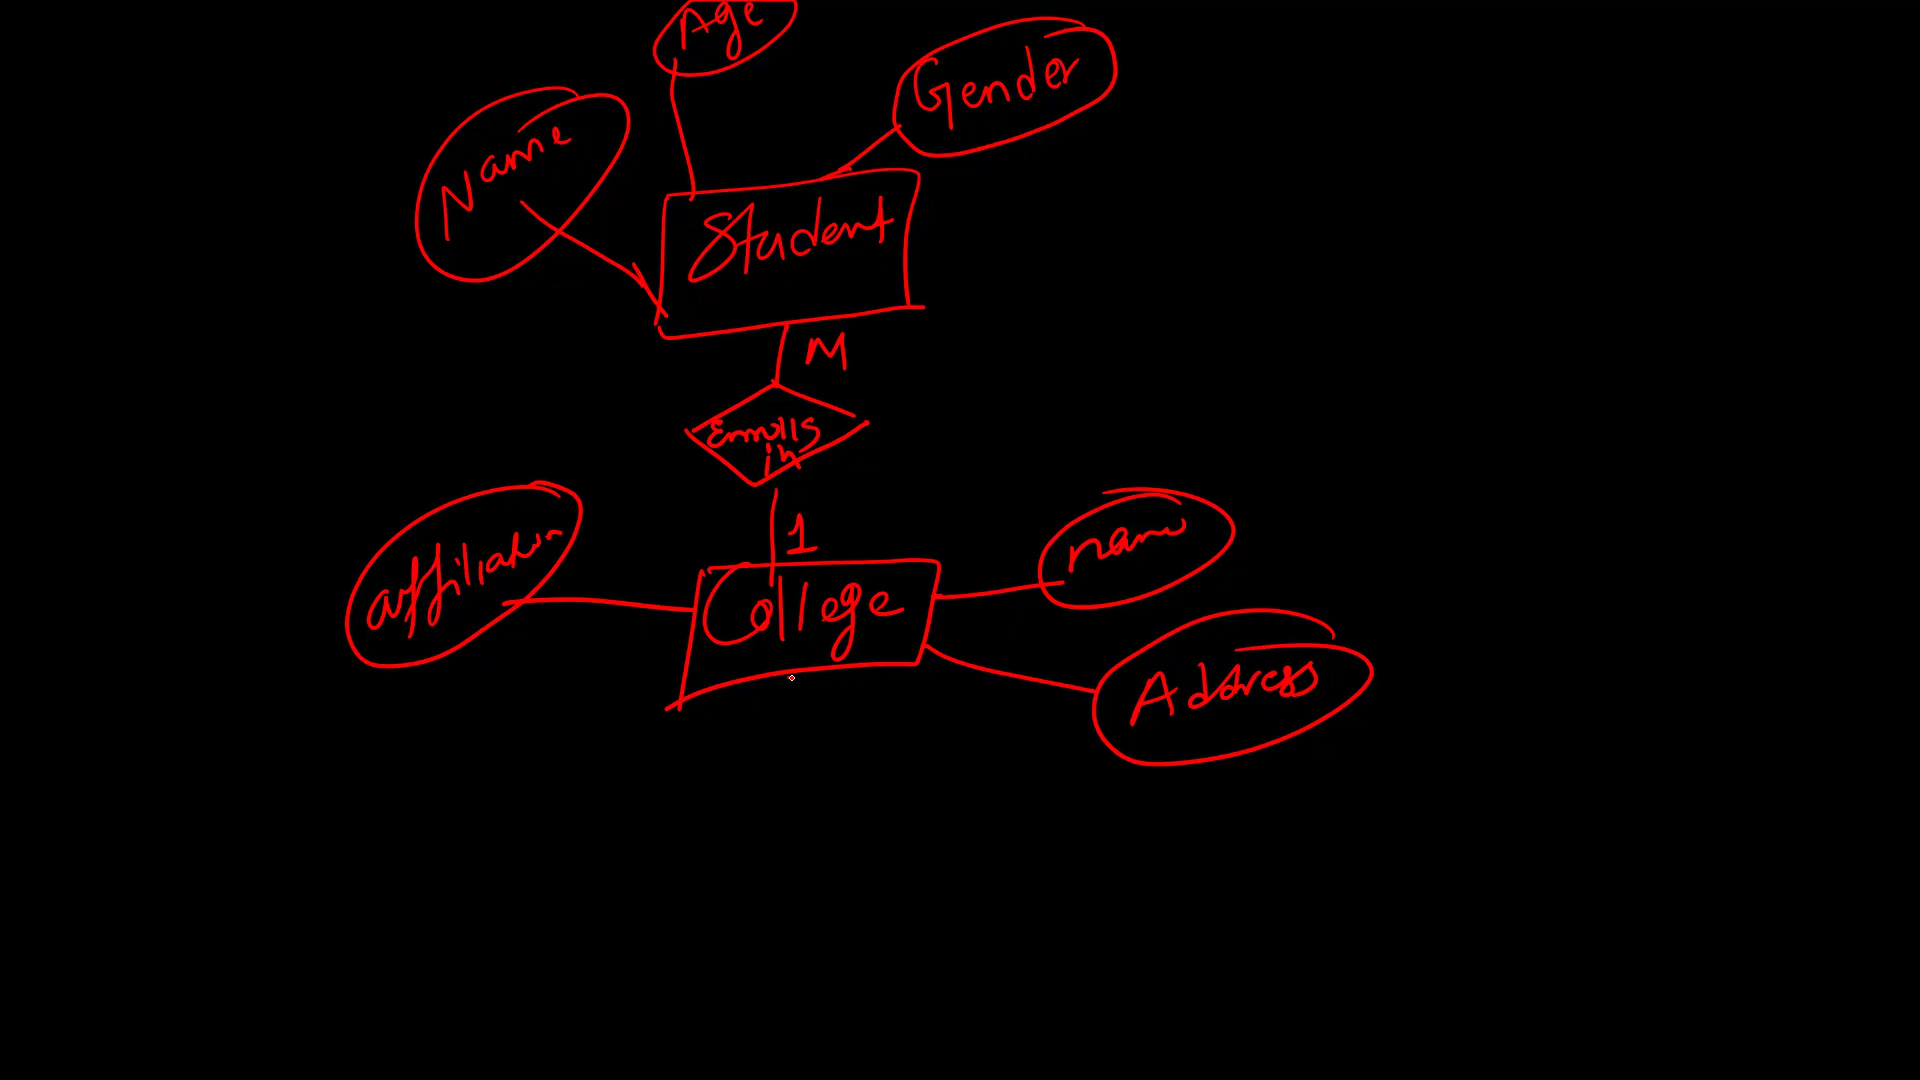 Age
Gender
Name
Student
M
Enrolls
in
1
affiliation
name
College
Address